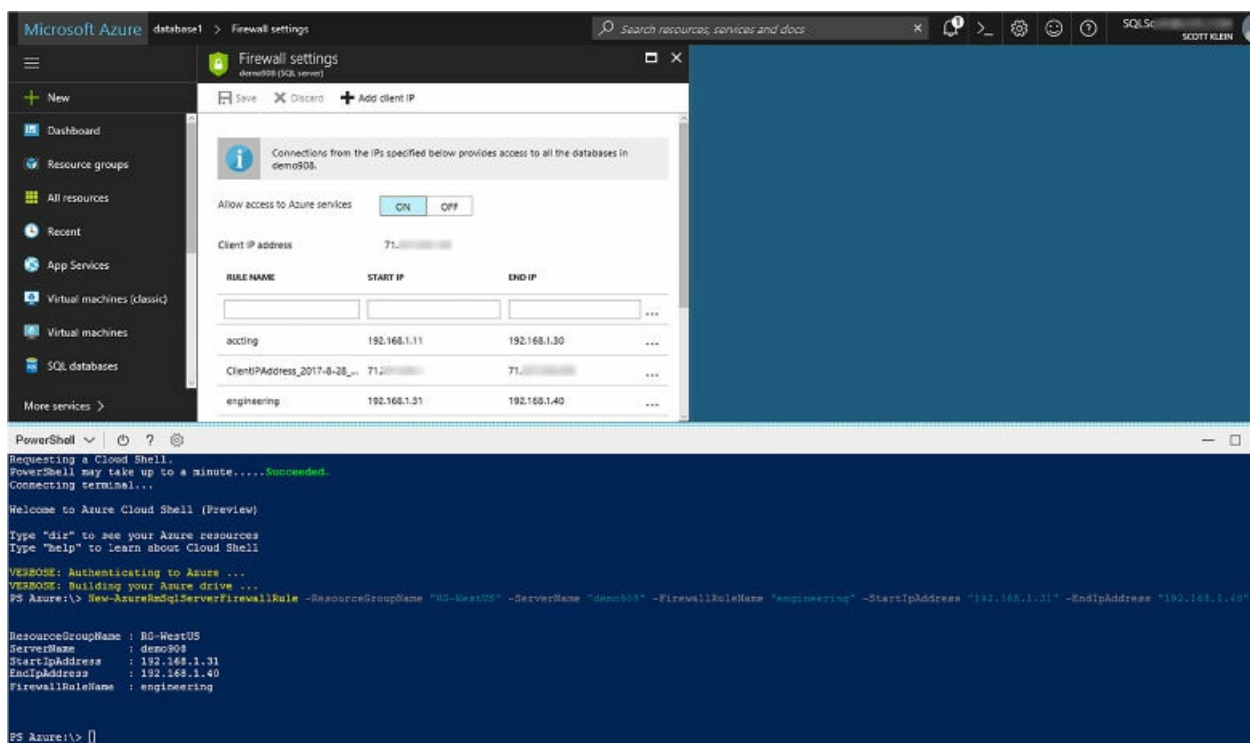 Microsoft Azure database1 > Firewall settings
Search resources, services and docs
SQLSc
SCOTT KLEIN
Firewall settings
demo908 (SQL server)
New
Save Discard Add client IP
Dashboard
Resource groups
All resources
Recent
App Services
Virtual machines (classic)
Virtual machines
SQL databases
More services >
Connections from the IPs specified below provides access to all the databases in
demo908.
Allow access to Azure services ON OFF
Client IP address 71.
RULE NAME START IP END IP
...
accting 192.168.1.11 192.168.1.30 ...
ClientIPAddress_2017-8-28_... 71. 71. ...
engineering 192.168.1.31 192.168.1.40 ...
PowerShell ?
Requesting a Cloud Shell.
PowerShell may take up to a minute.....Succeeded.
Connecting terminal...
Welcome to Azure Cloud Shell (Preview)
Type "dir" to see your Azure resources
Type "help" to learn about Cloud Shell
VERBOSE: Authenticating to Azure ...
VERBOSE: Building your Azure drive ...
PS Azure:\> New-AzureRmSqlServerFirewallRule -ResourceGroupName "RG-WestUS" -ServerName "demo908" -FirewallRuleName "engineering" -StartIpAddress "192.168.1.31" -EndIpAddress "192.168.1.40"
ResourceGroupName : RG-WestUS
ServerName : demo908
StartIpAddress : 192.168.1.31
EndIpAddress : 192.168.1.40
FirewallRuleName : engineering
PS Azure:\>